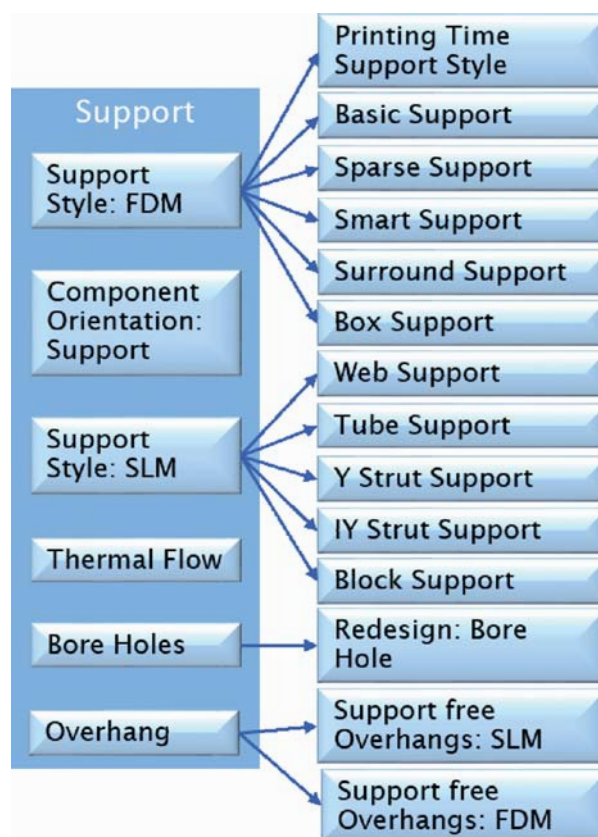 Support
Support
Style: FDM
Component
Orientation:
Support
Support
Style: SLM
Thermal Flow
Bore Holes
Overhang
Printing Time
Support Style
Basic Support
Sparse Support
Smart Support
Surround Support
Box Support
Web Support
Tube Support
Y Strut Support
IY Strut Support
Block Support
Redesign: Bore
Hole
Support free
Overhangs: SLM
Support free
Overhangs: FDM